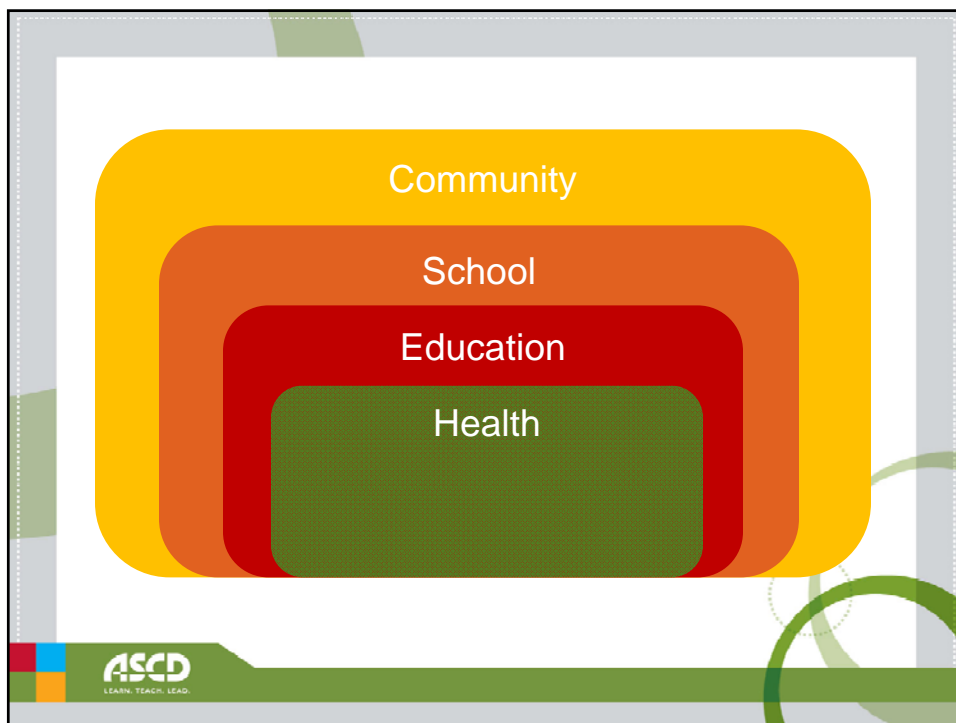 Community
School
Education
Health
ASCD
LEARN. TEACH. LEAD.